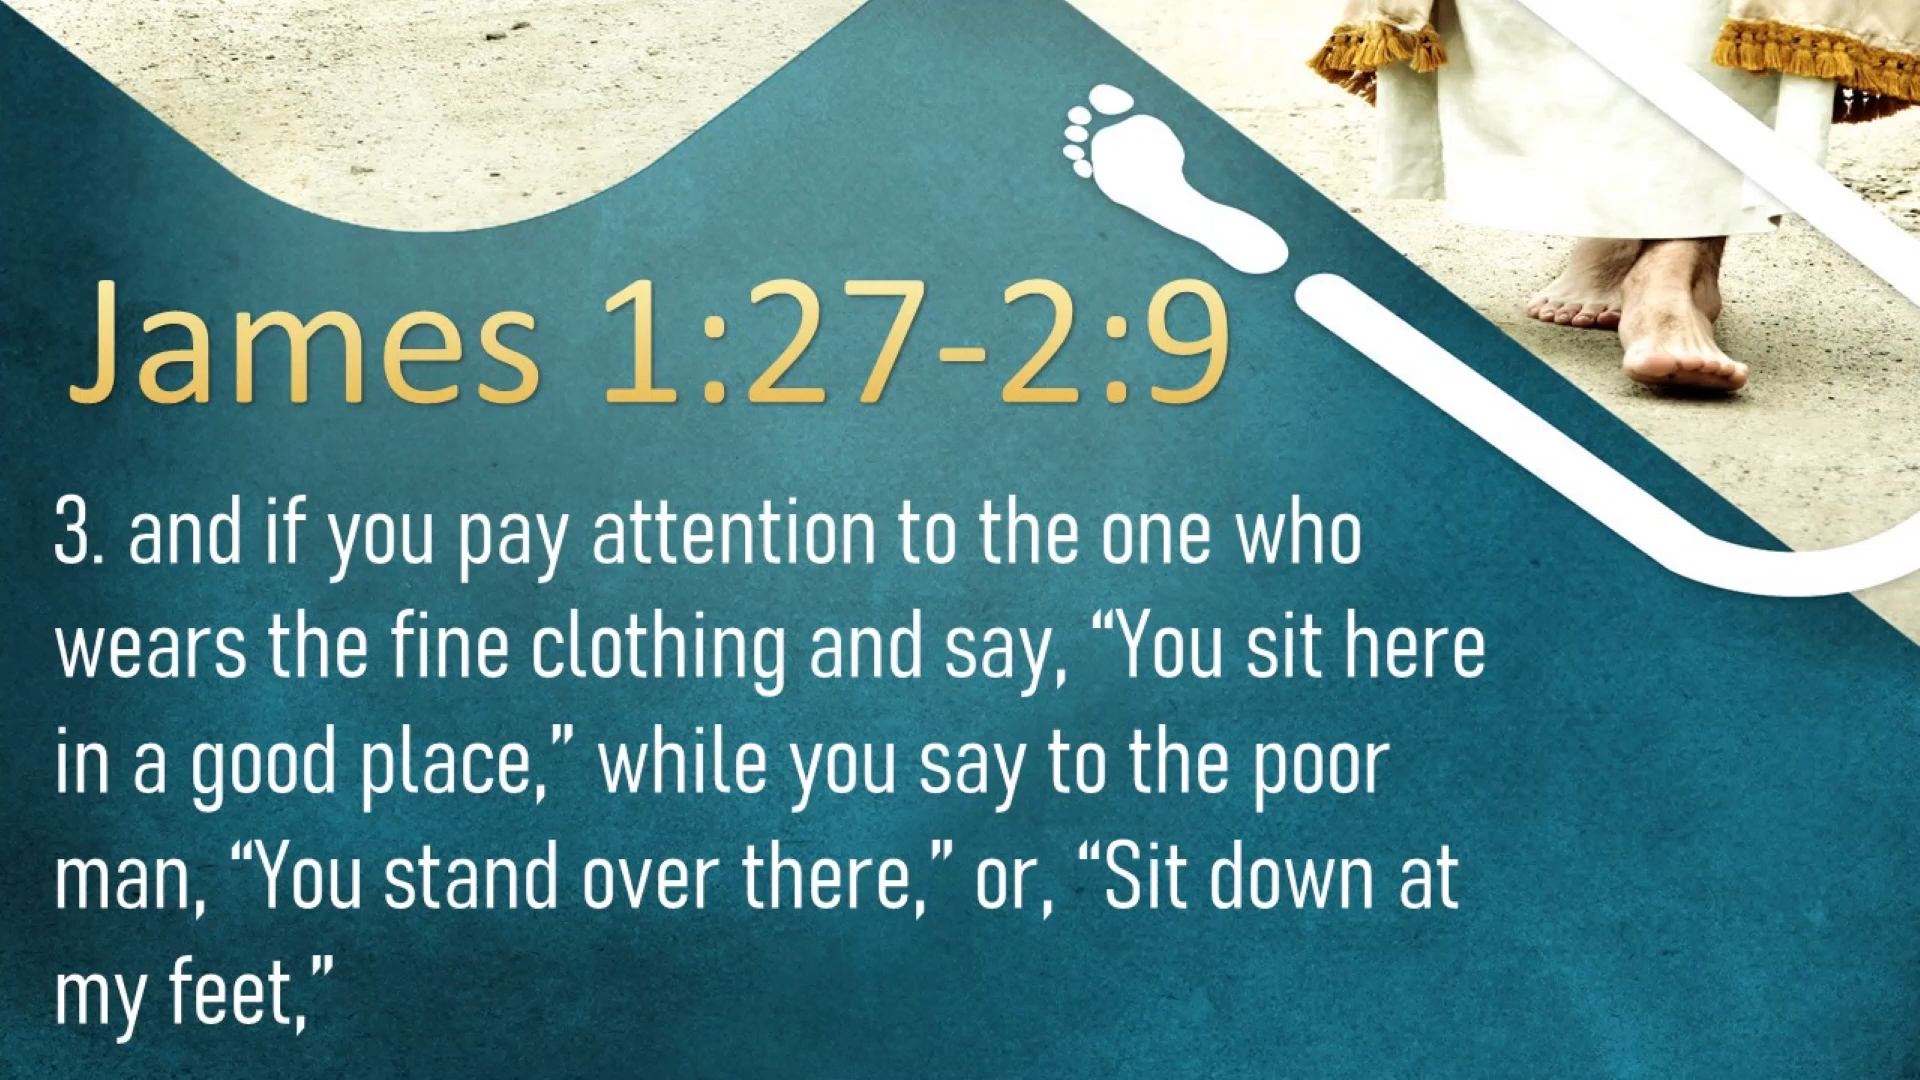 James 1:27-2:9
3. and if you pay attention to the one who
wears the fine clothing and say, “You sit here
in a good place,” while you say to the poor
man, “You stand over there,” or, “Sit down at
my feet,”